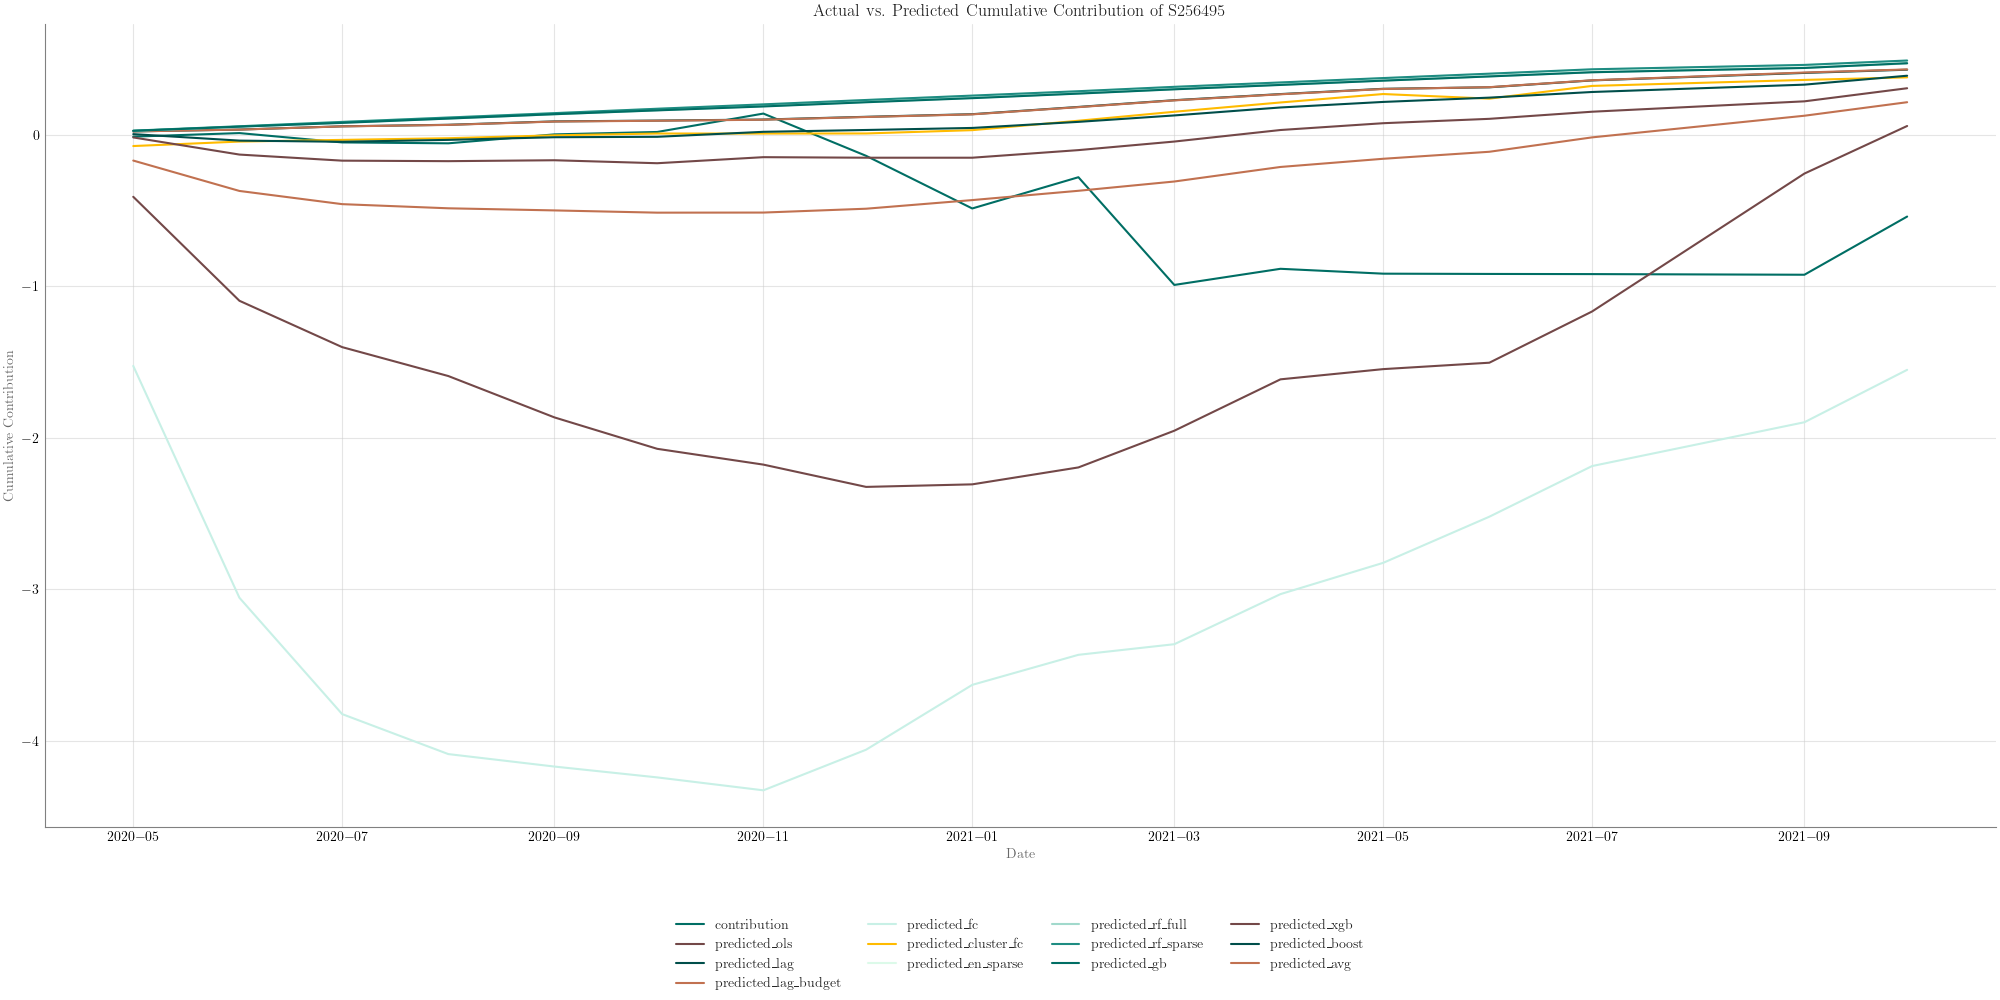 Actual vs. Predicted Cumulative Contribution of S256495
Cumulative Contribution
0
−1
−2
−3
−4
2020−05 2020−07 2020−09 2020−11 2021−01 2021−03 2021−05 2021−07 2021−09
Date
contribution predicted_fc predicted_rf_full predicted_xgb
predicted_ols predicted_cluster_fc predicted_rf_sparse predicted_boost
predicted_lag predicted_en_sparse predicted_gb predicted_avg
predicted_lag_budget